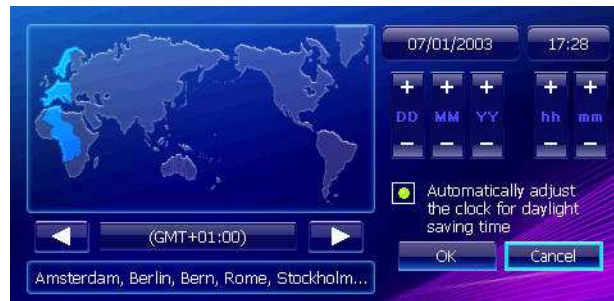 07/01/2003 17:28
+ + + + +
DD MM YY hh mm
− − − − −
Automatically adjust
the clock for daylight
saving time
(GMT+01:00)
OK Cancel
Amsterdam, Berlin, Bern, Rome, Stockholm...